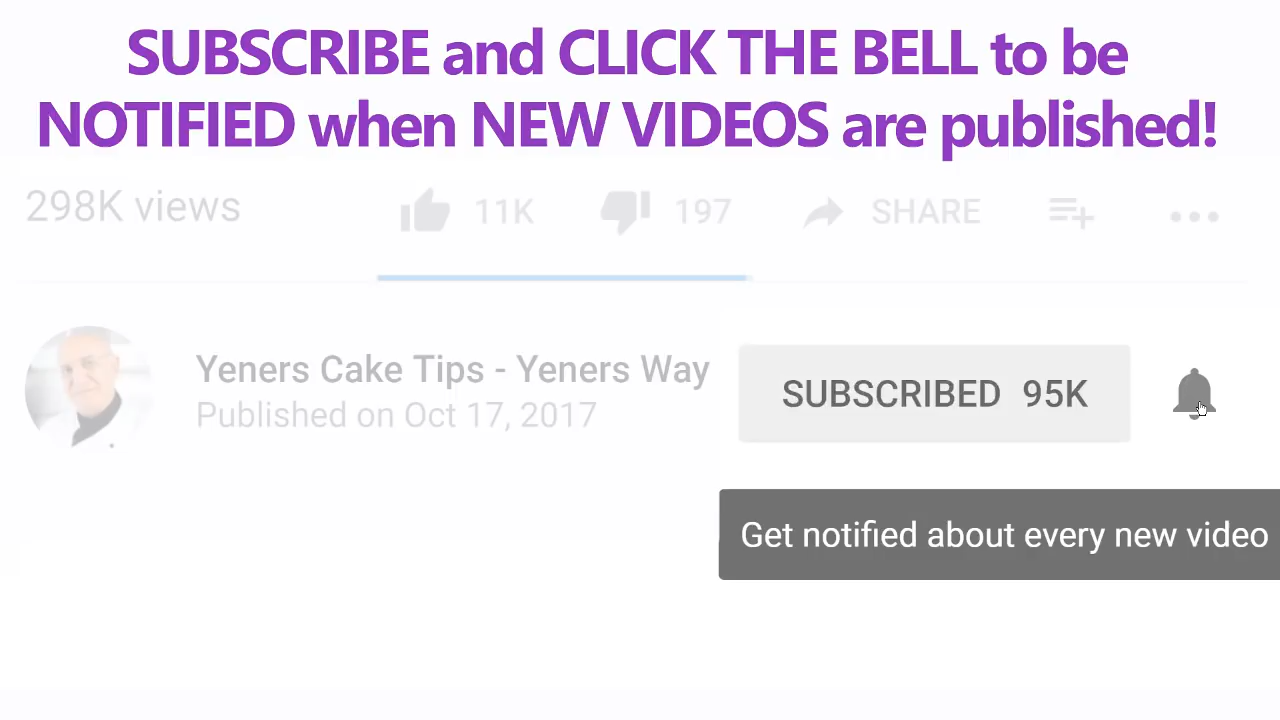 SUBSCRIBE and CLICK THE BELL to be
NOTIFIED when NEW VIDEOS are published!
298K views
11K
197
SHARE
Yeners Cake Tips - Yeners Way
Published on Oct 17, 2017
SUBSCRIBED 95K
Get notified about every new video